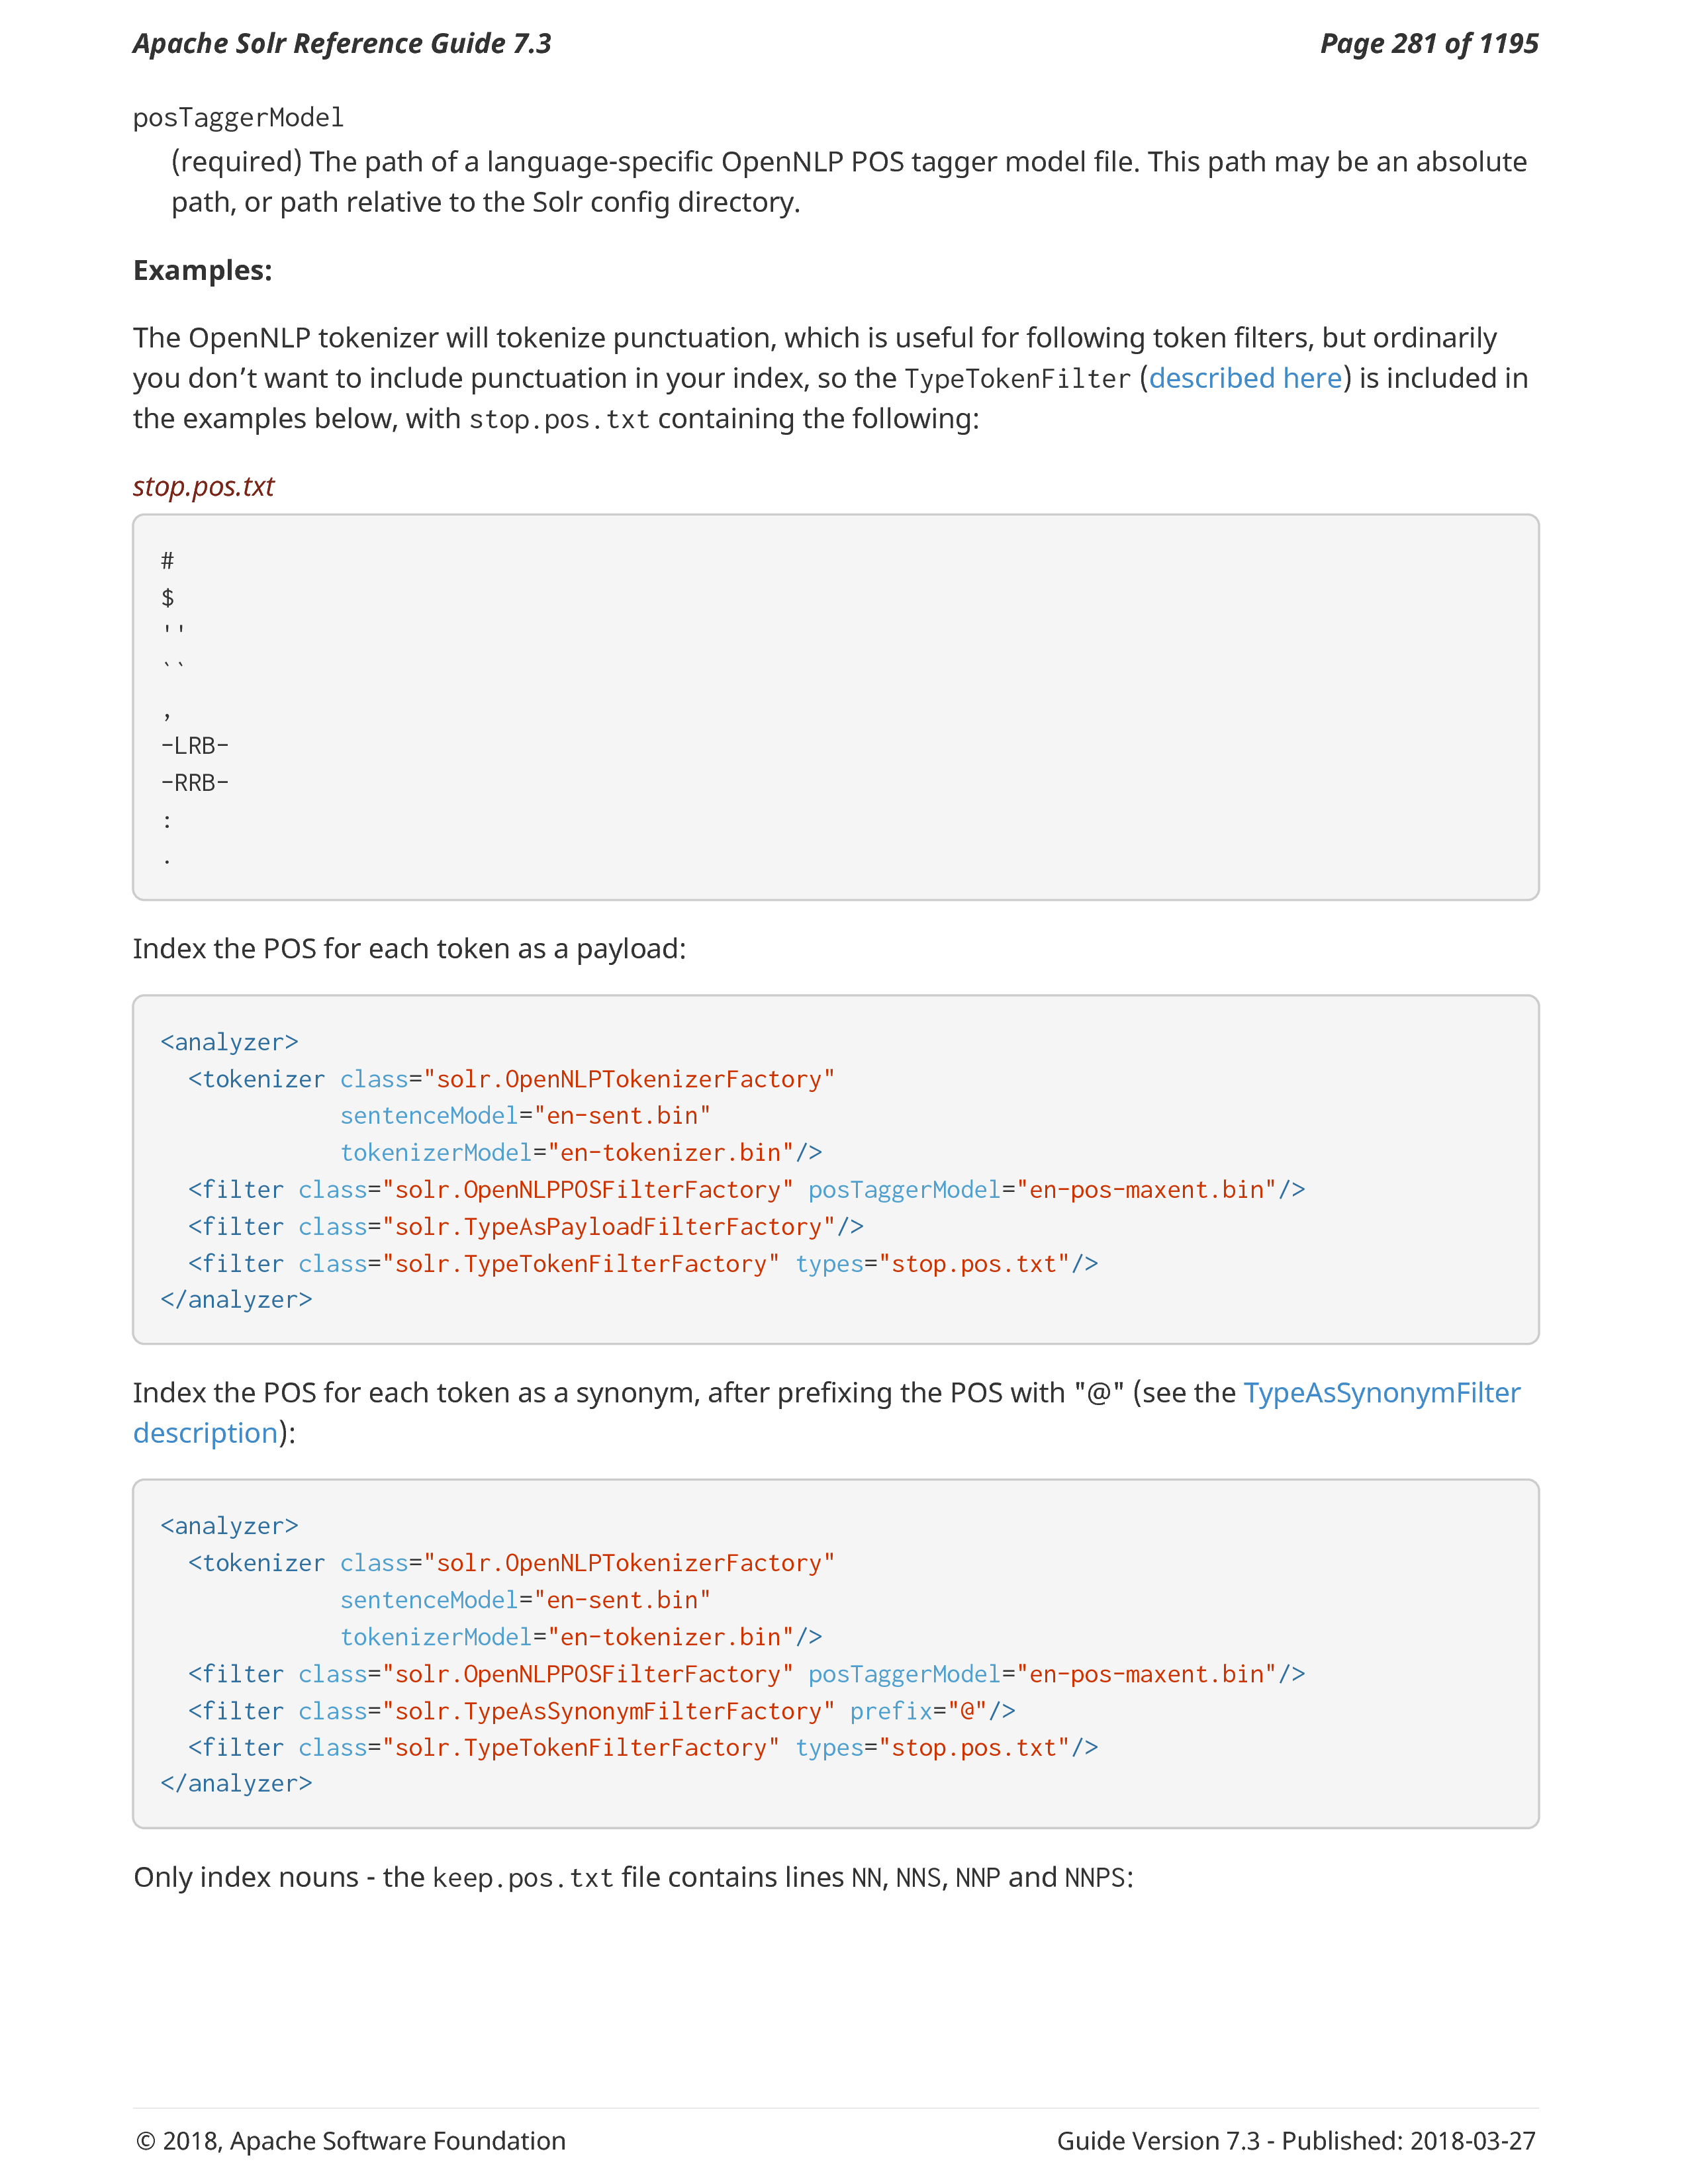 Apache Solr Reference Guide 7.3 Page 281 of 1195
posTaggerModel
(required) The path of a language-specific OpenNLP POS tagger model file. This path may be an absolute
path, or path relative to the Solr config directory.
Examples:
The OpenNLP tokenizer will tokenize punctuation, which is useful for following token filters, but ordinarily
you don’t want to include punctuation in your index, so the TypeTokenFilter (described here) is included in
the examples below, with stop.pos.txt containing the following:
stop.pos.txt
#
$
''
``
,
-LRB-
-RRB-
:
.
Index the POS for each token as a payload:
<analyzer>
  <tokenizer class="solr.OpenNLPTokenizerFactory"
             sentenceModel="en-sent.bin"
             tokenizerModel="en-tokenizer.bin"/>
  <filter class="solr.OpenNLPPOSFilterFactory" posTaggerModel="en-pos-maxent.bin"/>
  <filter class="solr.TypeAsPayloadFilterFactory"/>
  <filter class="solr.TypeTokenFilterFactory" types="stop.pos.txt"/>
</analyzer>
Index the POS for each token as a synonym, after prefixing the POS with "@" (see the TypeAsSynonymFilter
description):
<analyzer>
  <tokenizer class="solr.OpenNLPTokenizerFactory"
             sentenceModel="en-sent.bin"
             tokenizerModel="en-tokenizer.bin"/>
  <filter class="solr.OpenNLPPOSFilterFactory" posTaggerModel="en-pos-maxent.bin"/>
  <filter class="solr.TypeAsSynonymFilterFactory" prefix="@"/>
  <filter class="solr.TypeTokenFilterFactory" types="stop.pos.txt"/>
</analyzer>
Only index nouns - the keep.pos.txt file contains lines NN, NNS, NNP and NNPS:
© 2018, Apache Software Foundation Guide Version 7.3 - Published: 2018-03-27